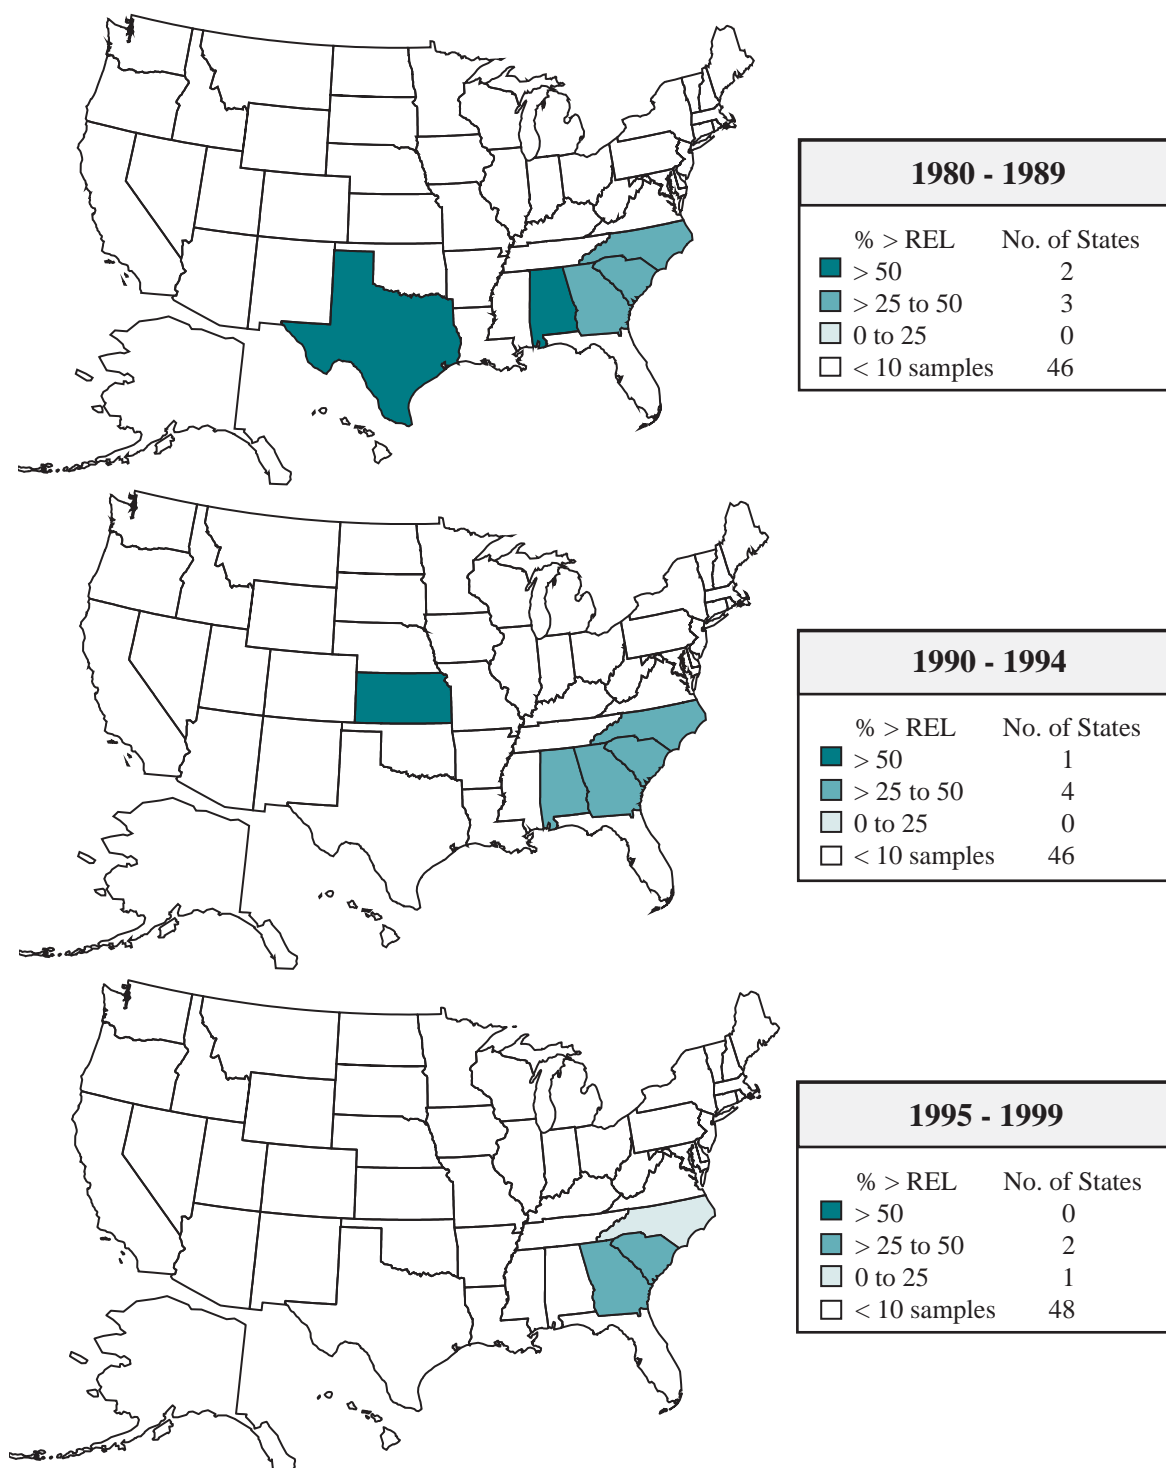 1980 - 1989
% > REL No. of States
> 50 2
> 25 to 50 3
0 to 25 0
< 10 samples 46
1990 - 1994
% > REL No. of States
> 50 1
> 25 to 50 4
0 to 25 0
< 10 samples 46
1995 - 1999
% > REL No. of States
> 50 0
> 25 to 50 2
0 to 25 1
< 10 samples 48